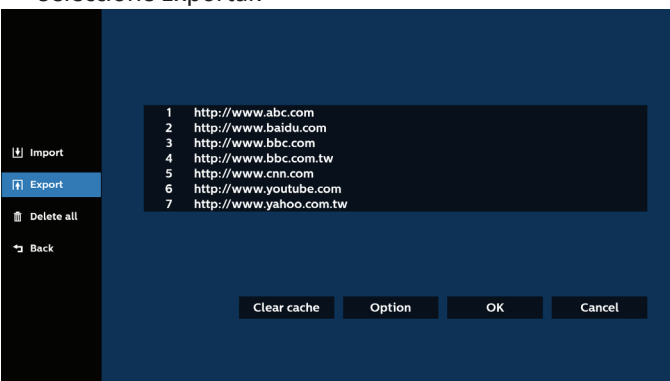 1 http://www.abc.com
2 http://www.baidu.com
3 http://www.bbc.com
4 http://www.bbc.com.tw
5 http://www.cnn.com
6 http://www.youtube.com
7 http://www.yahoo.com.tw
Import
Export
Delete all
Back
Clear cache Option OK Cancel